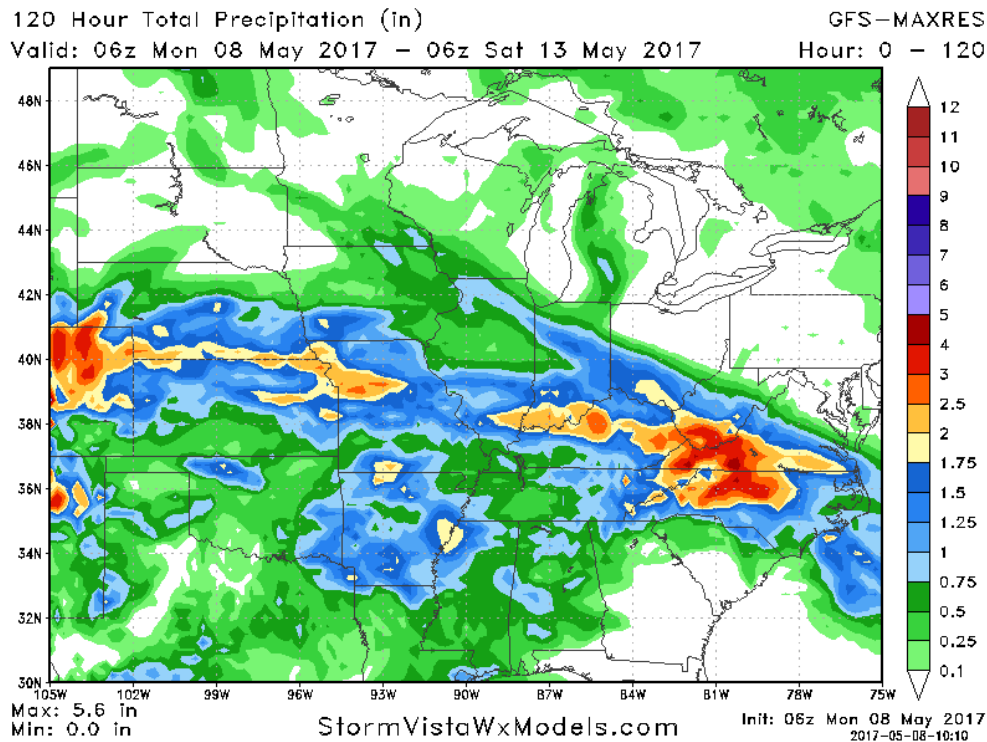 120 Hour Total Precipitation (in) GFS-MAXRES
Valid: 06z Mon 08 May 2017 - 06z Sat 13 May 2017 Hour: 0 - 120
48N
46N
44N
42N
40N
38N
36N
34N
32N
30N
105W 102W 99W 96W 93W 90W 87W 84W 81W 78W 75W
12
11
10
9
8
7
6
5
4
3
2.5
2
1.75
1.5
1.25
1
0.75
0.5
0.25
0.1
Max: 5.6 in
Min: 0.0 in
StormVistaWxModels.com
Init: 06z Mon 08 May 2017
2017-05-08-10:10